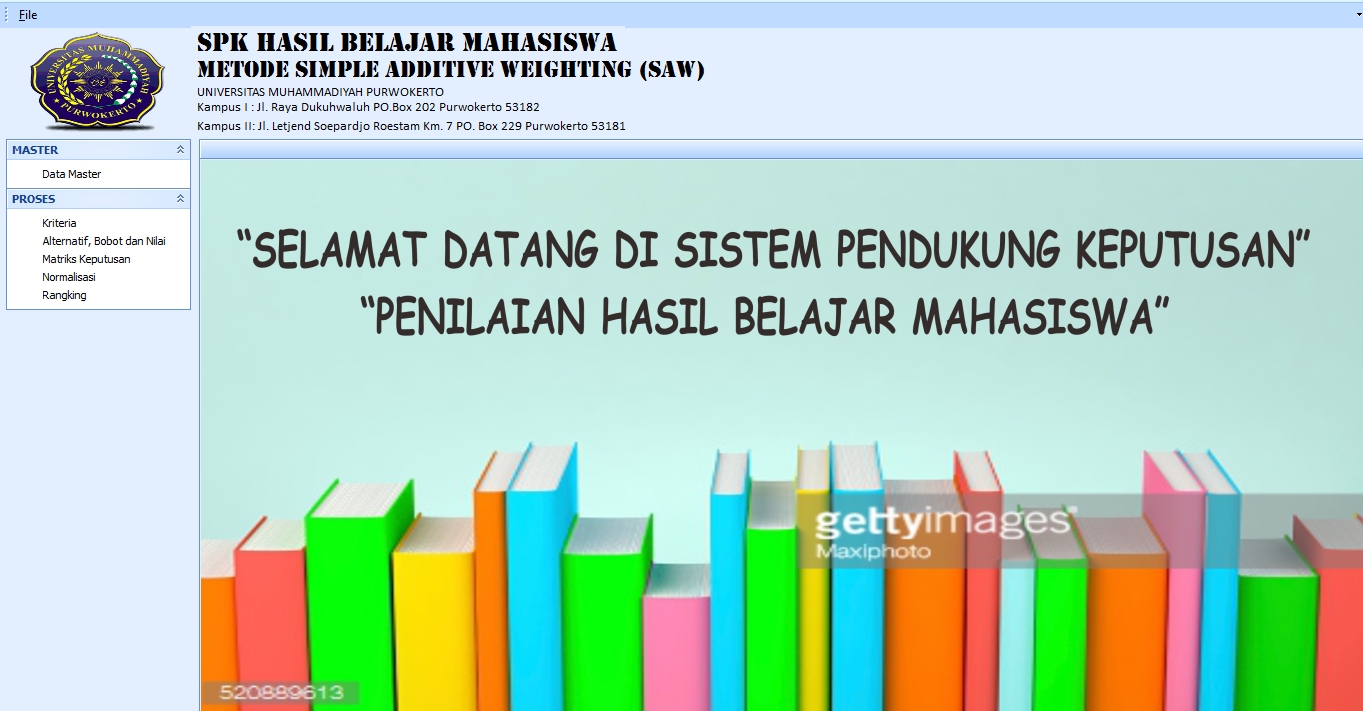 File
UNIVERSITAS MUHAMMADIYAH
PURWOKERTO
SPK HASIL BELAJAR MAHASISWA
METODE SIMPLE ADDITIVE WEIGHTING (SAW)
UNIVERSITAS MUHAMMADIYAH PURWOKERTO
Kampus I : Jl. Raya Dukuhwaluh PO.Box 202 Purwokerto 53182
Kampus II: Jl. Letjend Soepardjo Roestam Km. 7 PO. Box 229 Purwokerto 53181
MASTER
Data Master
PROSES
Kriteria
Alternatif, Bobot dan Nilai
Matriks Keputusan
Normalisasi
Rangking
“SELAMAT DATANG DI SISTEM PENDUKUNG KEPUTUSAN”
“PENILAIAN HASIL BELAJAR MAHASISWA”
gettyimages®
Maxiphoto
520889613